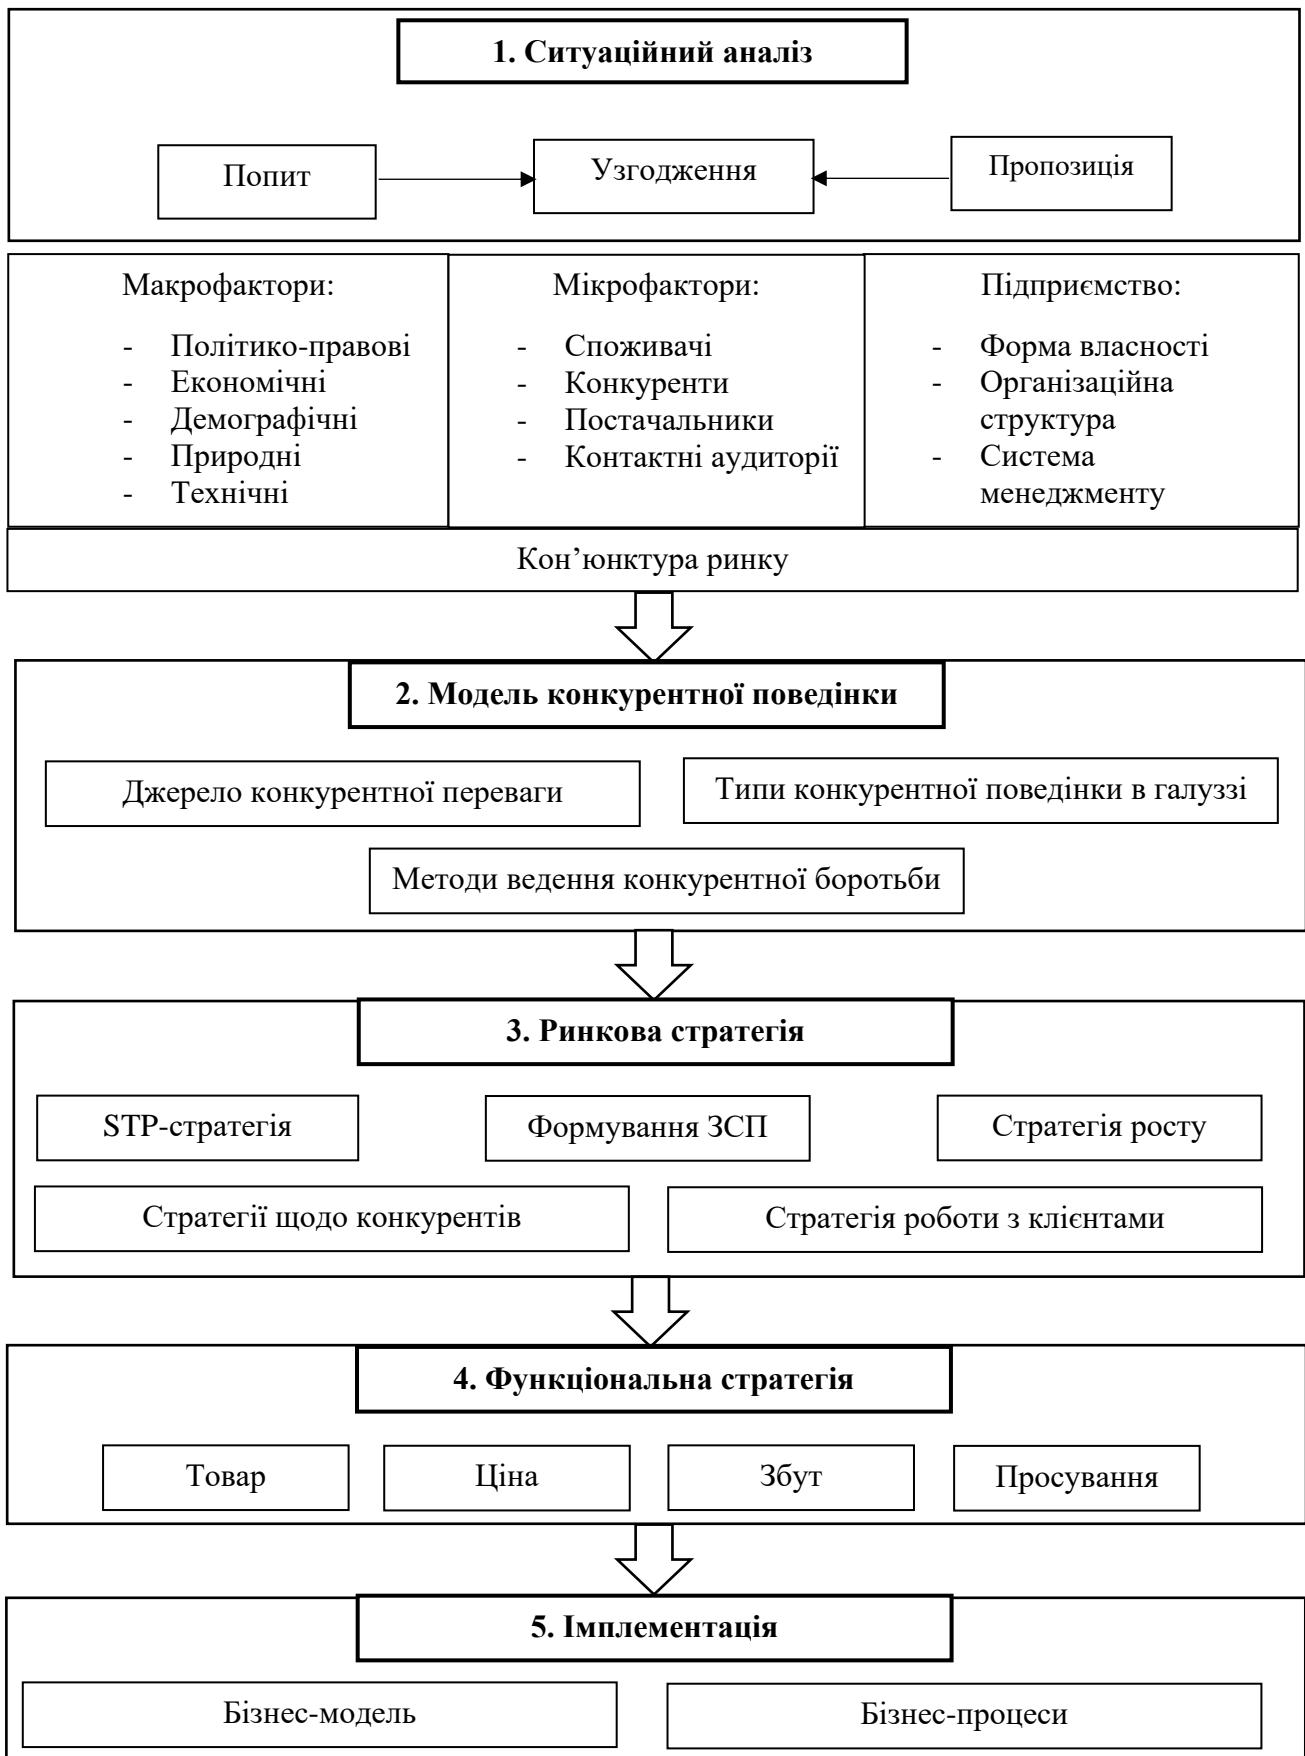 1. Ситуаційний аналіз
Попит
Узгодження
Пропозиція
Макрофактори:
- Політико-правові
- Економічні
- Демографічні
- Природні
- Технічні
Мікрофактори:
- Споживачі
- Конкуренти
- Постачальники
- Контактні аудиторії
Підприємство:
- Форма власності
- Організаційна
структура
- Система
менеджменту
Кон’юнктура ринку
2. Модель конкурентної поведінки
Джерело конкурентної переваги
Типи конкурентної поведінки в галуззі
Методи ведення конкурентної боротьби
3. Ринкова стратегія
STP-стратегія
Формування ЗСП
Стратегія росту
Стратегії щодо конкурентів
Стратегія роботи з клієнтами
4. Функціональна стратегія
Товар
Ціна
Збут
Просування
5. Імплементація
Бізнес-модель
Бізнес-процеси